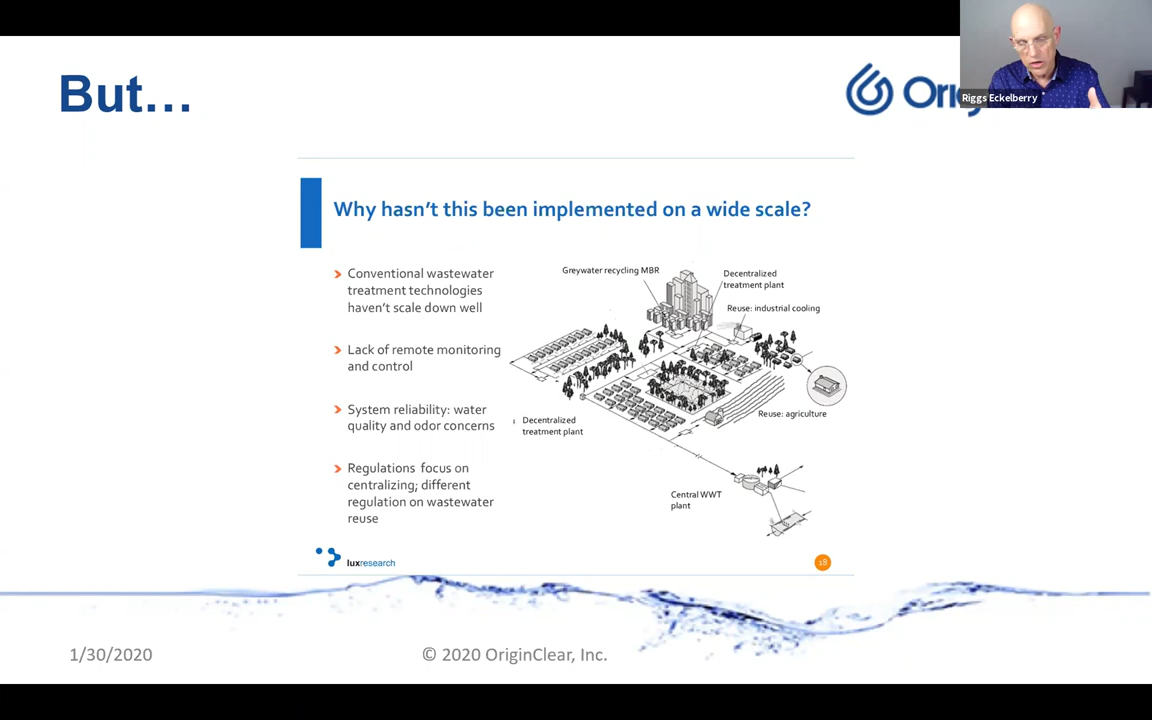 But…
Ori
Riggs Eckelberry
Why hasn't this been implemented on a wide scale?
Conventional wastewater
treatment technologies
haven't scale down well
Lack of remote monitoring
and control
System reliability: water
quality and odor concerns
Regulations focus on
centralizing; different
regulation on wastewater
reuse
Greywater recycling MBR
Decentralized
treatment plant
Reuse: industrial cooling
Reuse: agriculture
Decentralized
treatment plant
Central WWT
plant
luxresearch
18
1/30/2020
© 2020 OriginClear, Inc.